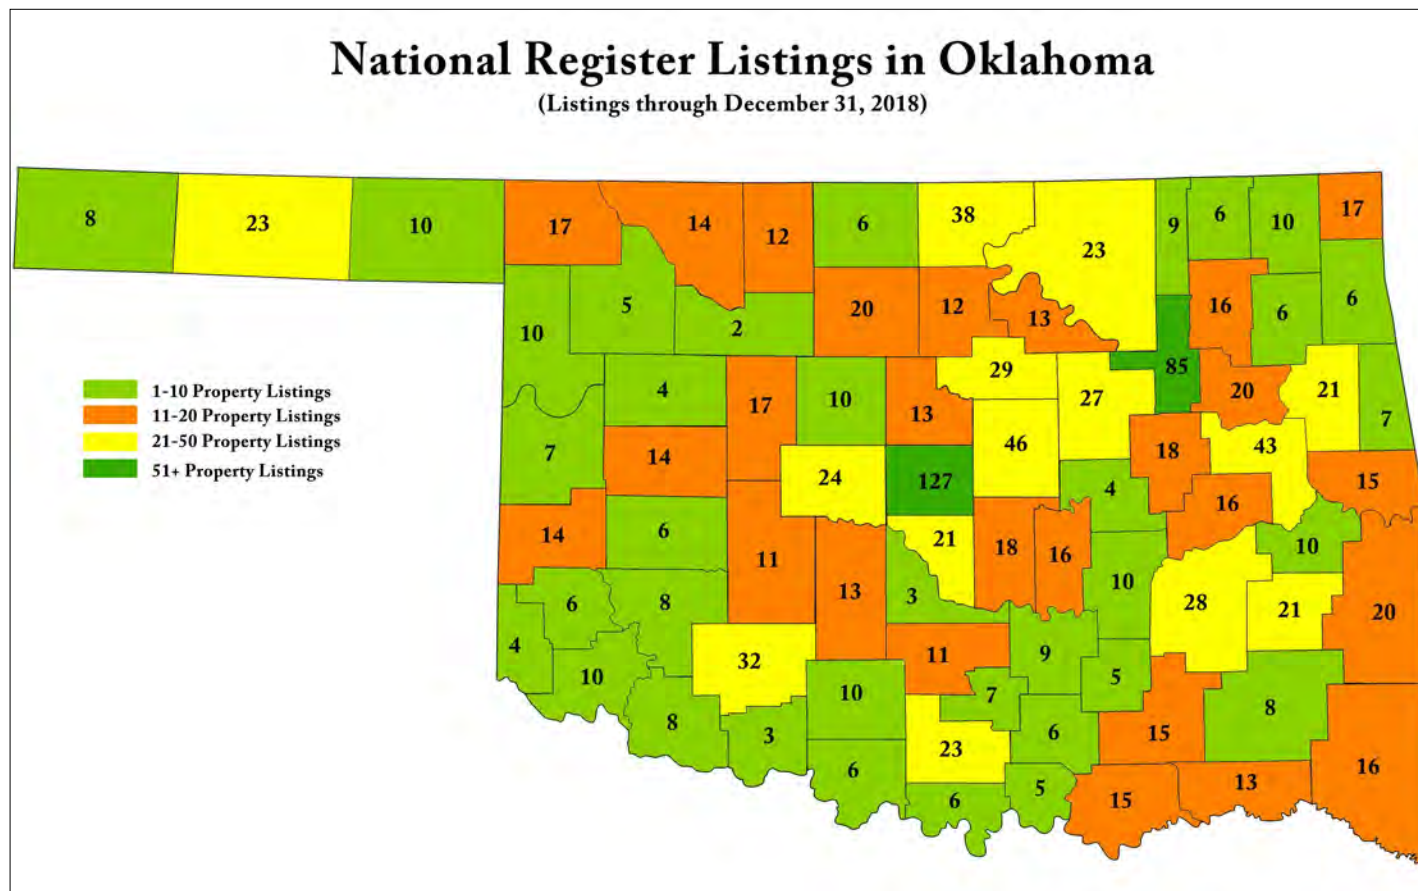 National Register Listings in Oklahoma
(Listings through December 31, 2018)
8 23 10 17 14 12 6 38 23 9 6 10 17
10 5 2 20 12 13 16 6 6
4 17 10 13 29 27 85 20 21 7
7 14 24 127 46 18 43 15
14 6 11 13 21 18 16 4 16 10
4 6 8 3 10 28 21 20
10 32 11 9 5
8 3 10 7 6 15 8
6 23 5 15 13 16
6
1-10 Property Listings
11-20 Property Listings
21-50 Property Listings
51+ Property Listings